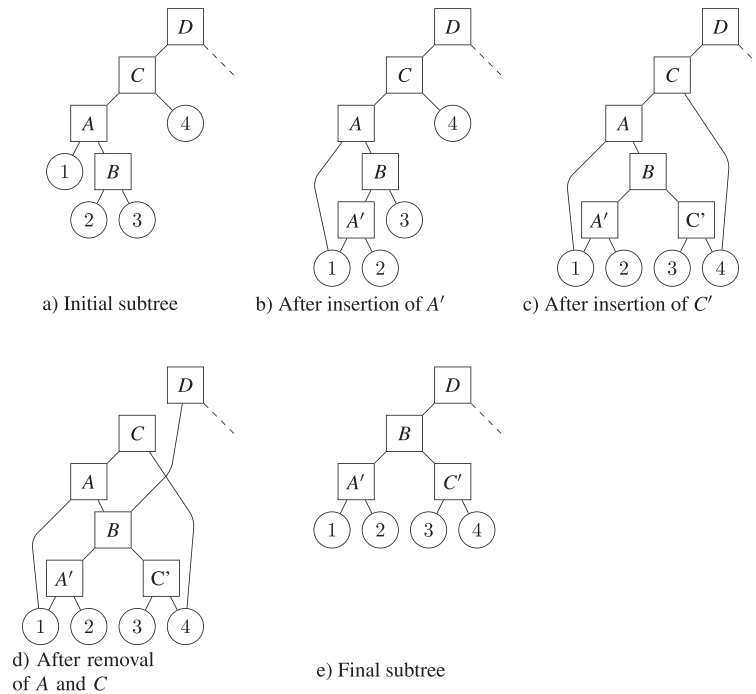 D
C
A 4
1 B
2 3
a) Initial subtree
D
C
A 4
B
A′ 3
1 2
b) After insertion of A′
D
C
A
B
A′ C’
1 2 3 4
c) After insertion of C′
D
C
A
B
A′ C’
1 2 3 4
d) After removal
of A and C
D
B
A′ C′
1 2 3 4
e) Final subtree